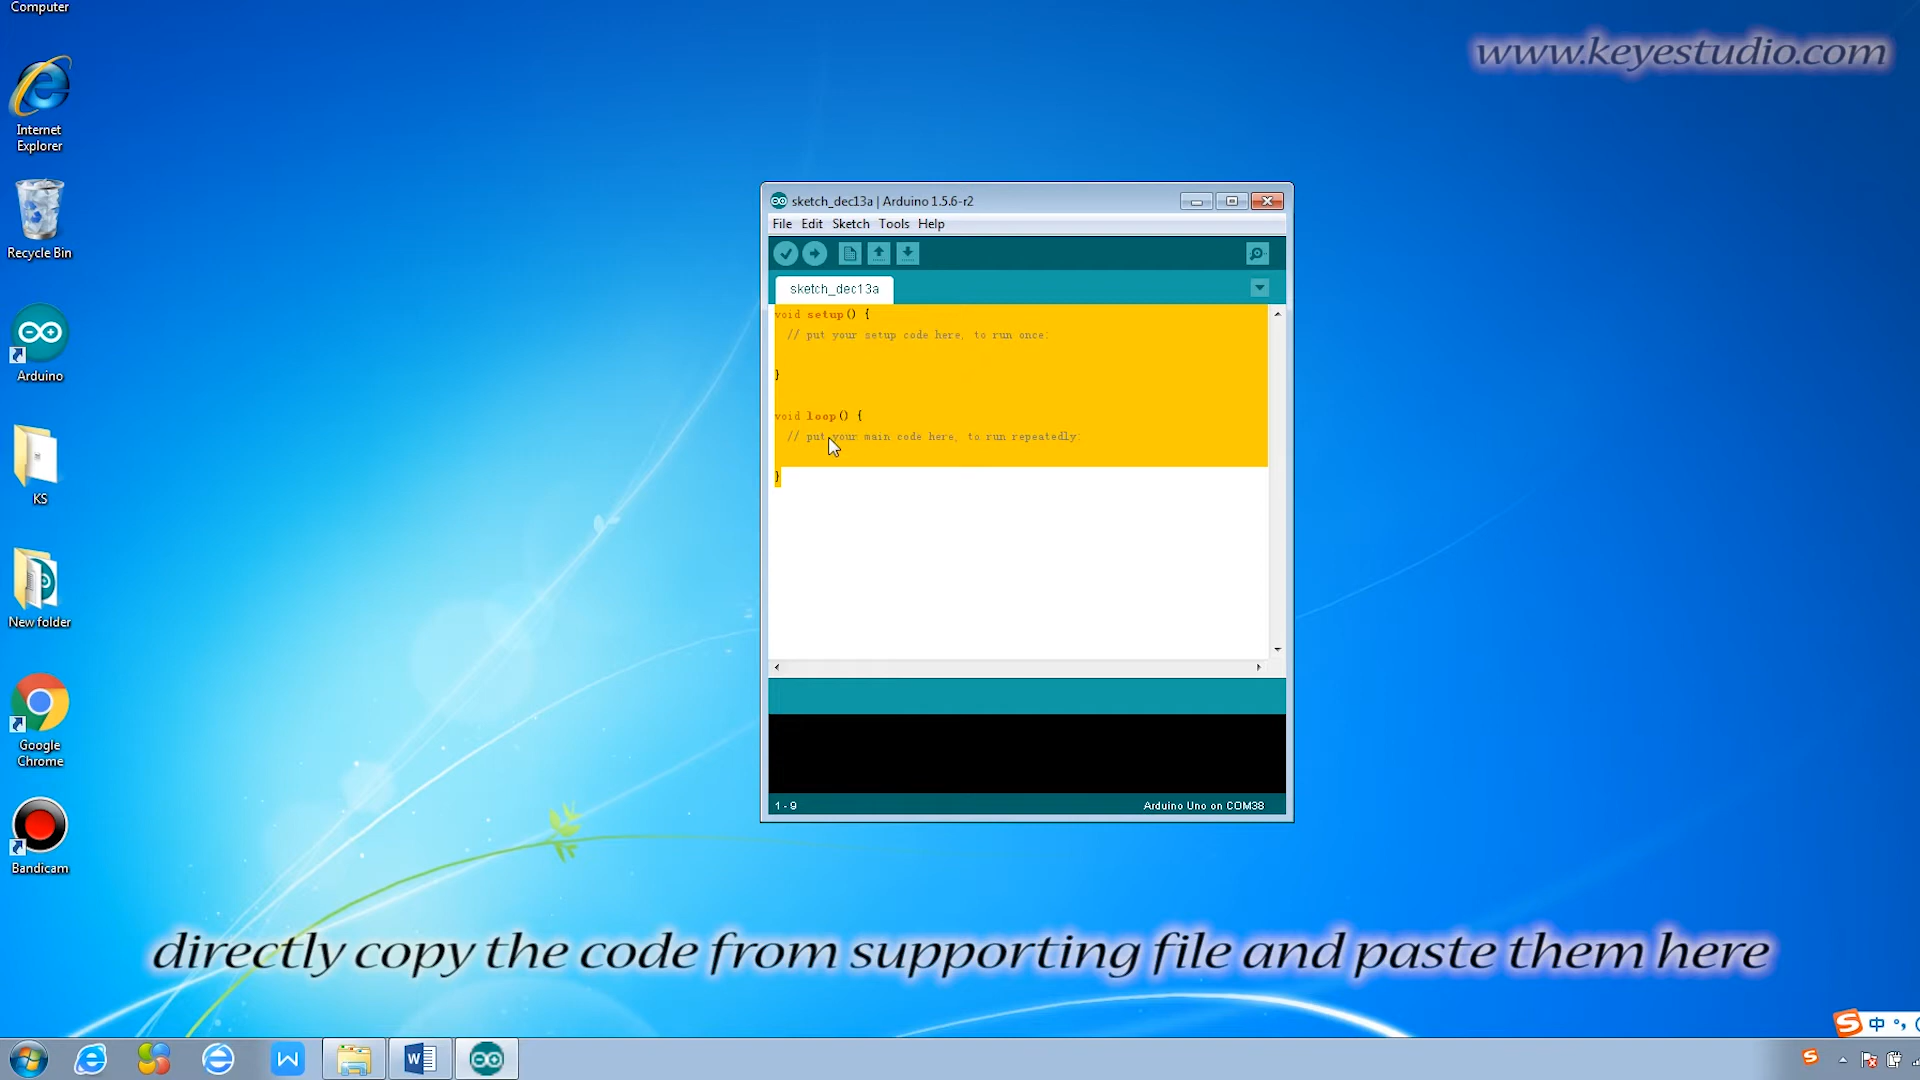 Computer
www.keyestudio.com
Internet
Explorer
Recycle Bin
Arduino
KS
New folder
Google
Chrome
Bandicam
sketch_dec13a | Arduino 1.5.6-r2
File Edit Sketch Tools Help
sketch_dec13a
void setup() {
// put your setup code here, to run once:
}
void loop() {
// put your main code here, to run repeatedly:
}
1 - 9
Arduino Uno on COM38
directly copy the code from supporting file and paste them here
中